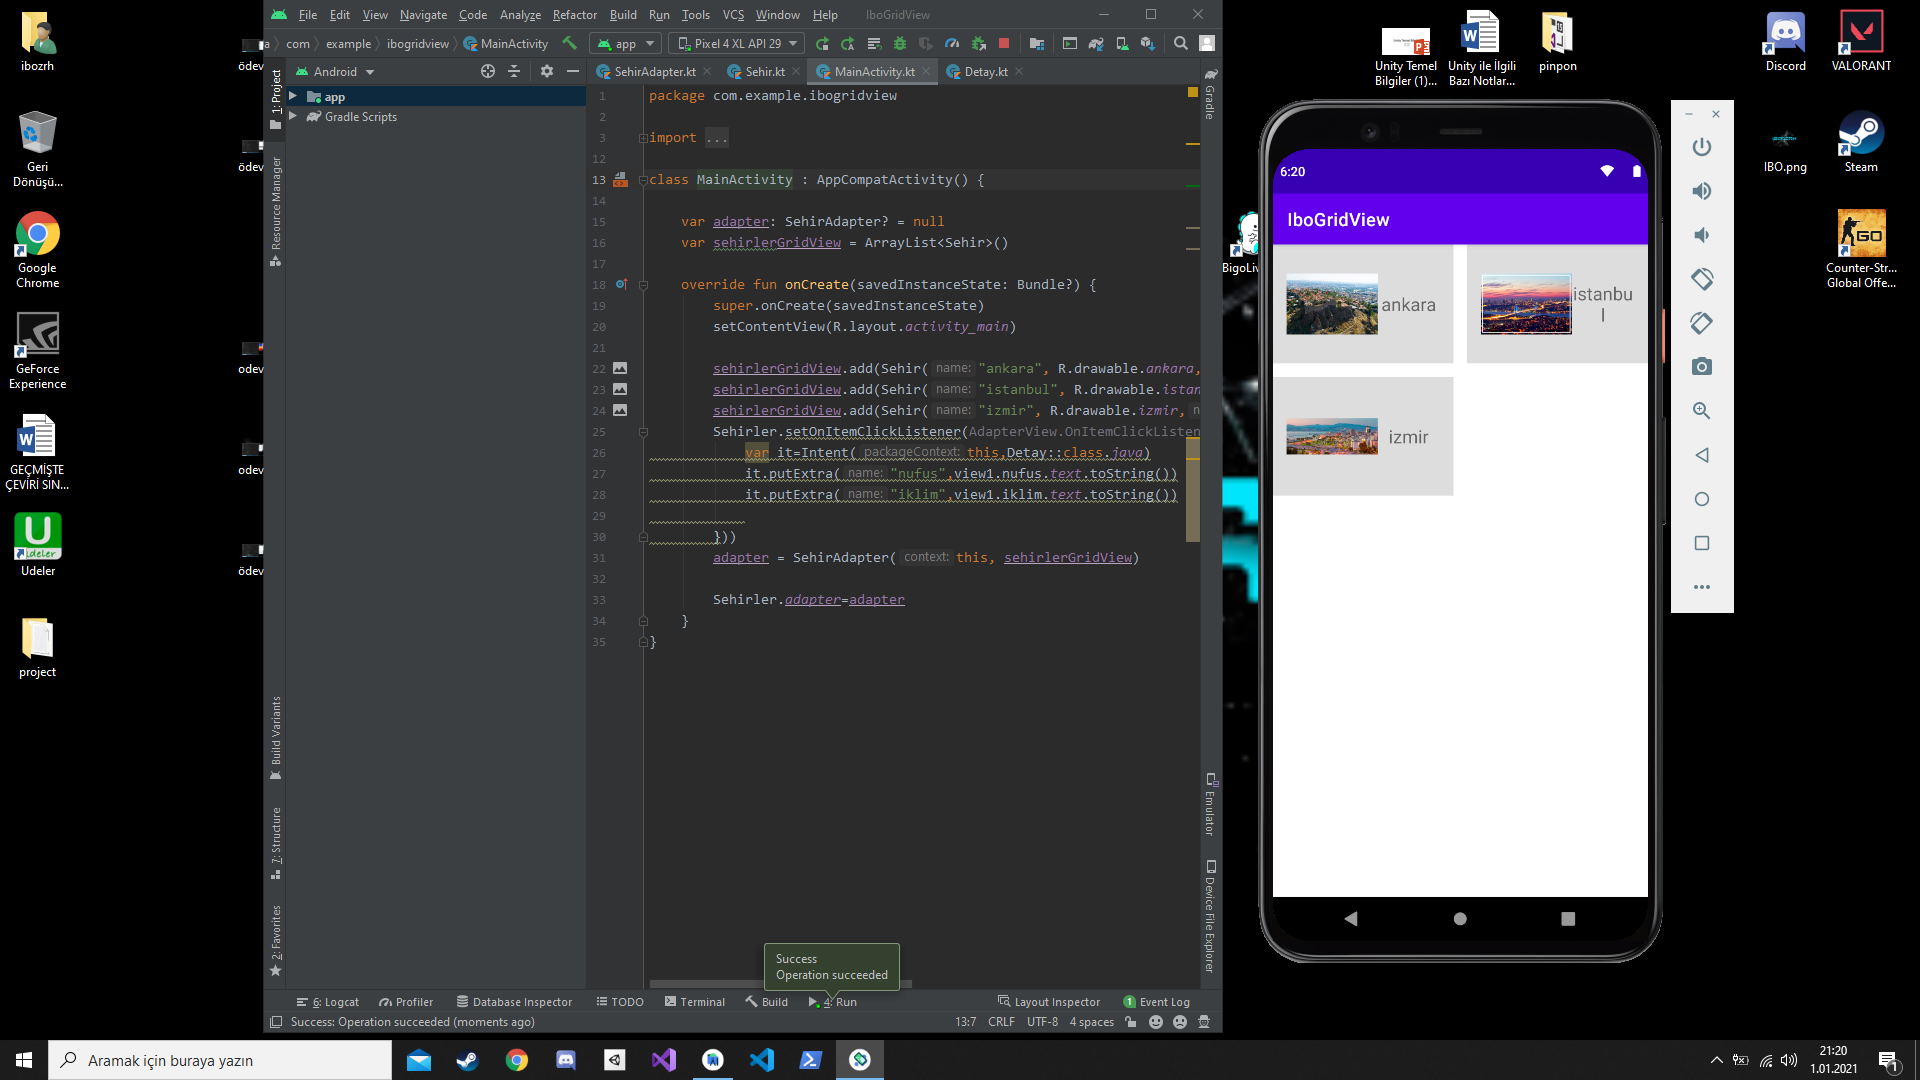 ibozrh
Geri
Dönüşü...
Google
Chrome
GeForce
Experience
GEÇMİŞTE
ÇEVİRİ SIN...
Udeler
project
ödev
ödev
ödev
odev
odev
ödev
File Edit View Navigate Code Analyze Refactor Build Run Tools VCS Window Help IboGridView
a com example ibogridview MainActivity app Pixel 4 XL API 29
Android
SehirAdapter.kt Sehir.kt MainActivity.kt Detay.kt
app
Gradle Scripts
1: Project
Resource Manager
Build Variants
7: Structure
2: Favorites
Gradle
Emulator
Device File Explorer
1 package com.example.ibogridview
2
3 import ...
12
13 class MainActivity : AppCompatActivity() {
14
15 var adapter: SehirAdapter? = null
16 var sehirlerGridView = ArrayList<Sehir>()
17
18 override fun onCreate(savedInstanceState: Bundle?) {
19 super.onCreate(savedInstanceState)
20 setContentView(R.layout.activity_main)
21
22 sehirlerGridView.add(Sehir( name: "ankara", R.drawable.ankara,
23 sehirlerGridView.add(Sehir( name: "istanbul", R.drawable.istan
24 sehirlerGridView.add(Sehir( name: "izmir", R.drawable.izmir, n
25 Sehirler.setOnItemClickListener(AdapterView.OnItemClickListen
26 var it=Intent( packageContext: this,Detay::class.java)
27 it.putExtra( name: "nufus",view1.nufus.text.toString())
28 it.putExtra( name: "iklim",view1.iklim.text.toString())
29
30 }))
31 adapter = SehirAdapter( context: this, sehirlerGridView)
32
33 Sehirler.adapter=adapter
34 }
35 }
Success
Operation succeeded
6: Logcat Profiler Database Inspector TODO Terminal Build 4: Run Layout Inspector 1 Event Log
Success: Operation succeeded (moments ago) 13:7 CRLF UTF-8 4 spaces
Unity Temel
Bilgiler (1)...
Unity ile İlgili
Bazı Notlar...
pinpon
Discord
VALORANT
IBO.png
Steam
BigoLiv
Counter-Str...
Global Offe...
GO
6:20
IboGridView
ankara
istanbu
l
izmir
Aramak için buraya yazın
21:20
1.01.2021
1